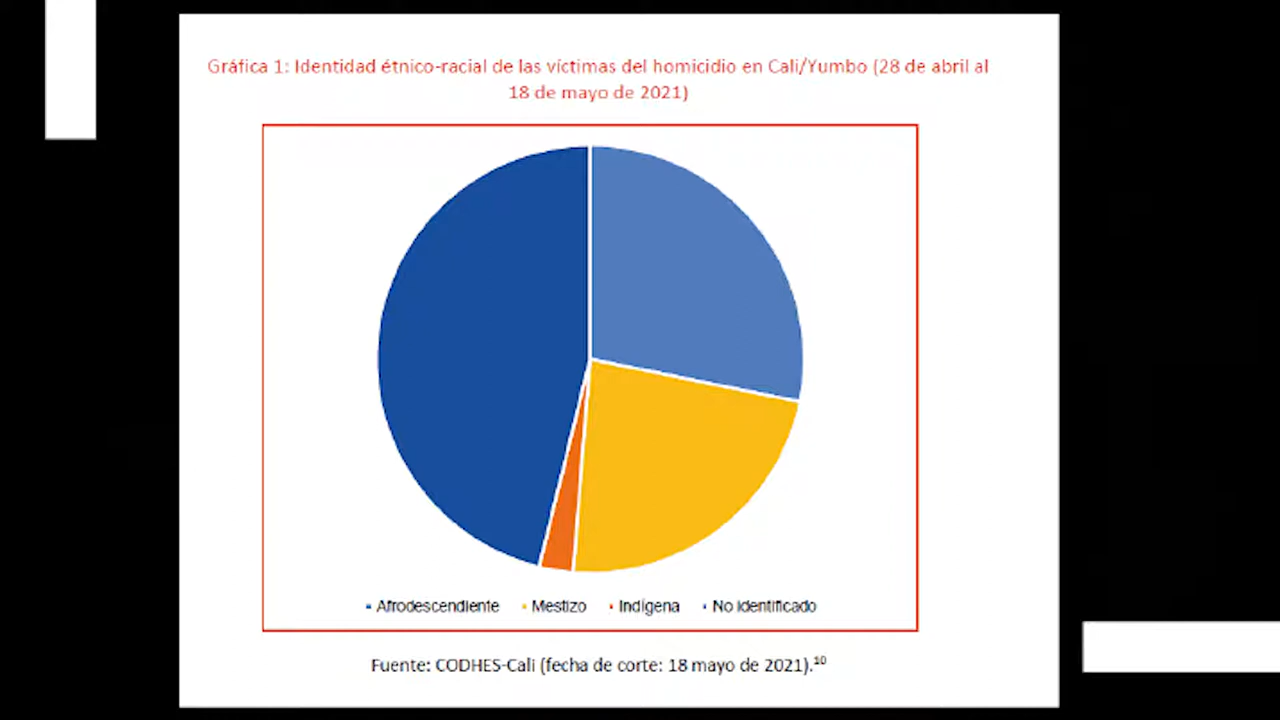 Gráfica 1: Identidad étnico-racial de las víctimas del homicidio en Cali/Yumbo (28 de abril al
18 de mayo de 2021)
Afrodescendiente Mestizo Indígena No identificado
Fuente: CODHES-Cali (fecha de corte: 18 mayo de 2021).10